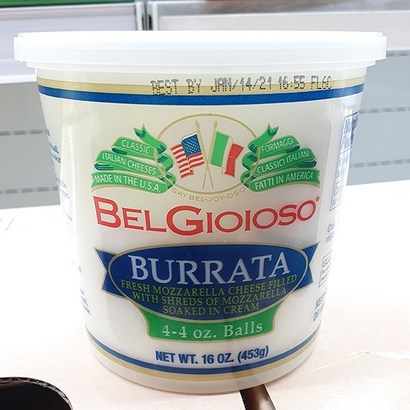 BEST BY JAN/14/21 16:55 FL6C
CLASSIC
ITALIAN CHEESES
MADE IN THE U.S.A
FORMAGGI
CLASSICI ITALIANI
FATTI IN AMERICA
SAY BEL-JOY-OSO
BELGIOIOSO®
BURRATA
FRESH MOZZARELLA CHEESE FILLED
WITH SHREDS OF MOZZARELLA
SOAKED IN CREAM
4-4 oz. Balls
NET WT. 16 OZ. (453g)